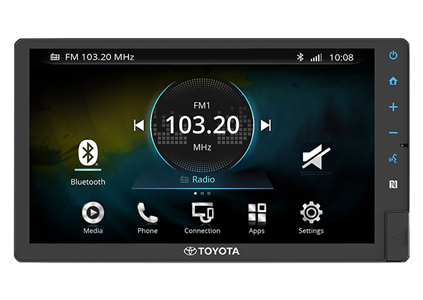 FM 103.20 MHz 10:08
FM1
103.20
MHz
Bluetooth
Radio
Media Phone Connection Apps Settings
TOYOTA